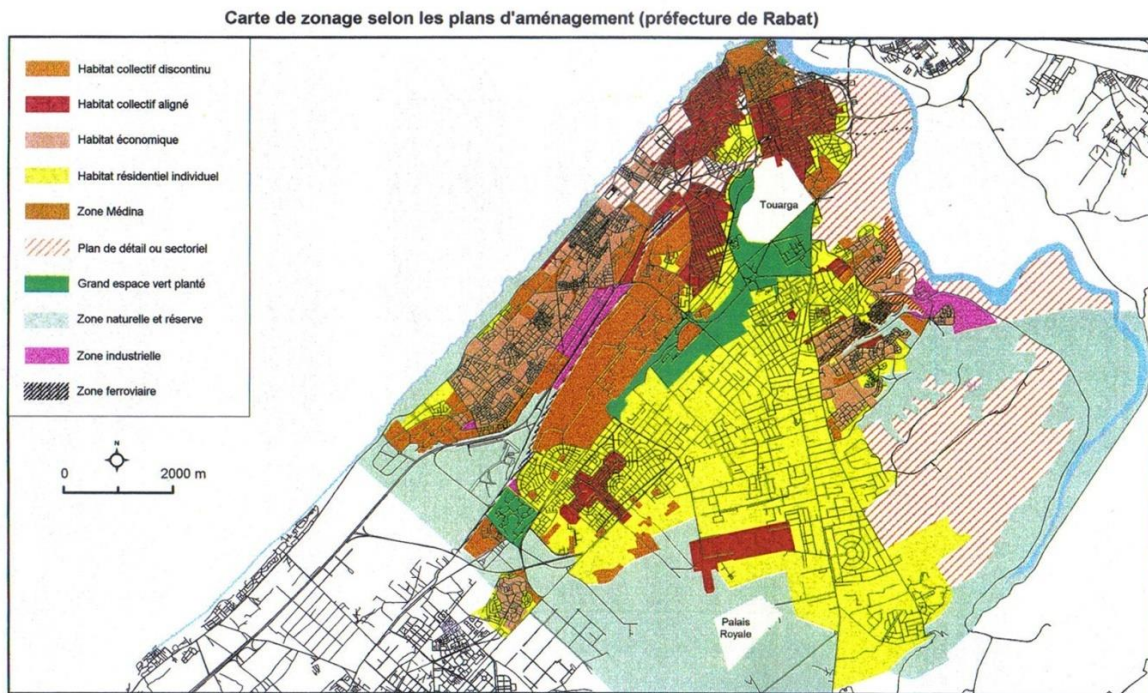 Carte de zonage selon les plans d'aménagement (préfecture de Rabat)
Habitat collectif discontinu
Habitat collectif aligné
Habitat économique
Habitat résidentiel individuel
Zone Médina
Plan de détail ou sectoriel
Grand espace vert planté
Zone naturelle et réserve
Zone industrielle
Zone ferroviaire
N
0 2000 m
Touarga
Palais
Royale